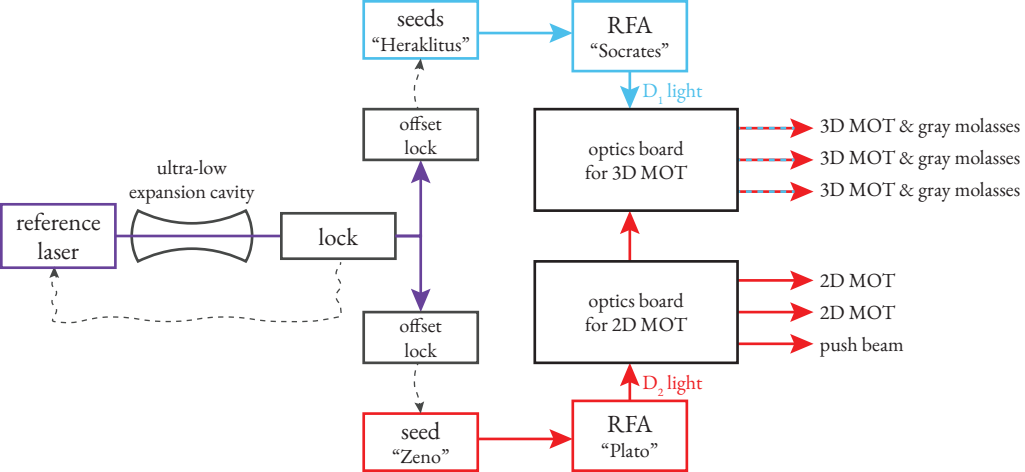 seeds
“Heraklitus”
RFA
“Socrates”
D₁ light
offset
lock
optics board
for 3D MOT
3D MOT & gray molasses
3D MOT & gray molasses
3D MOT & gray molasses
ultra-low
expansion cavity
reference
laser
lock
optics board
for 2D MOT
2D MOT
2D MOT
push beam
offset
lock
D₂ light
seed
“Zeno”
RFA
“Plato”